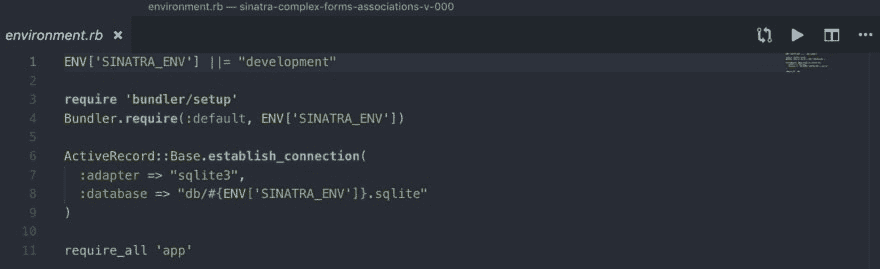 environment.rb — sinatra-complex-forms-associations-v-000
environment.rb ×
1 ENV['SINATRA_ENV'] ||= "development"
2
3 require 'bundler/setup'
4 Bundler.require(:default, ENV['SINATRA_ENV'])
5
6 ActiveRecord::Base.establish_connection(
7 :adapter => "sqlite3",
8 :database => "db/#{ENV['SINATRA_ENV']}.sqlite"
9 )
10
11 require_all 'app'